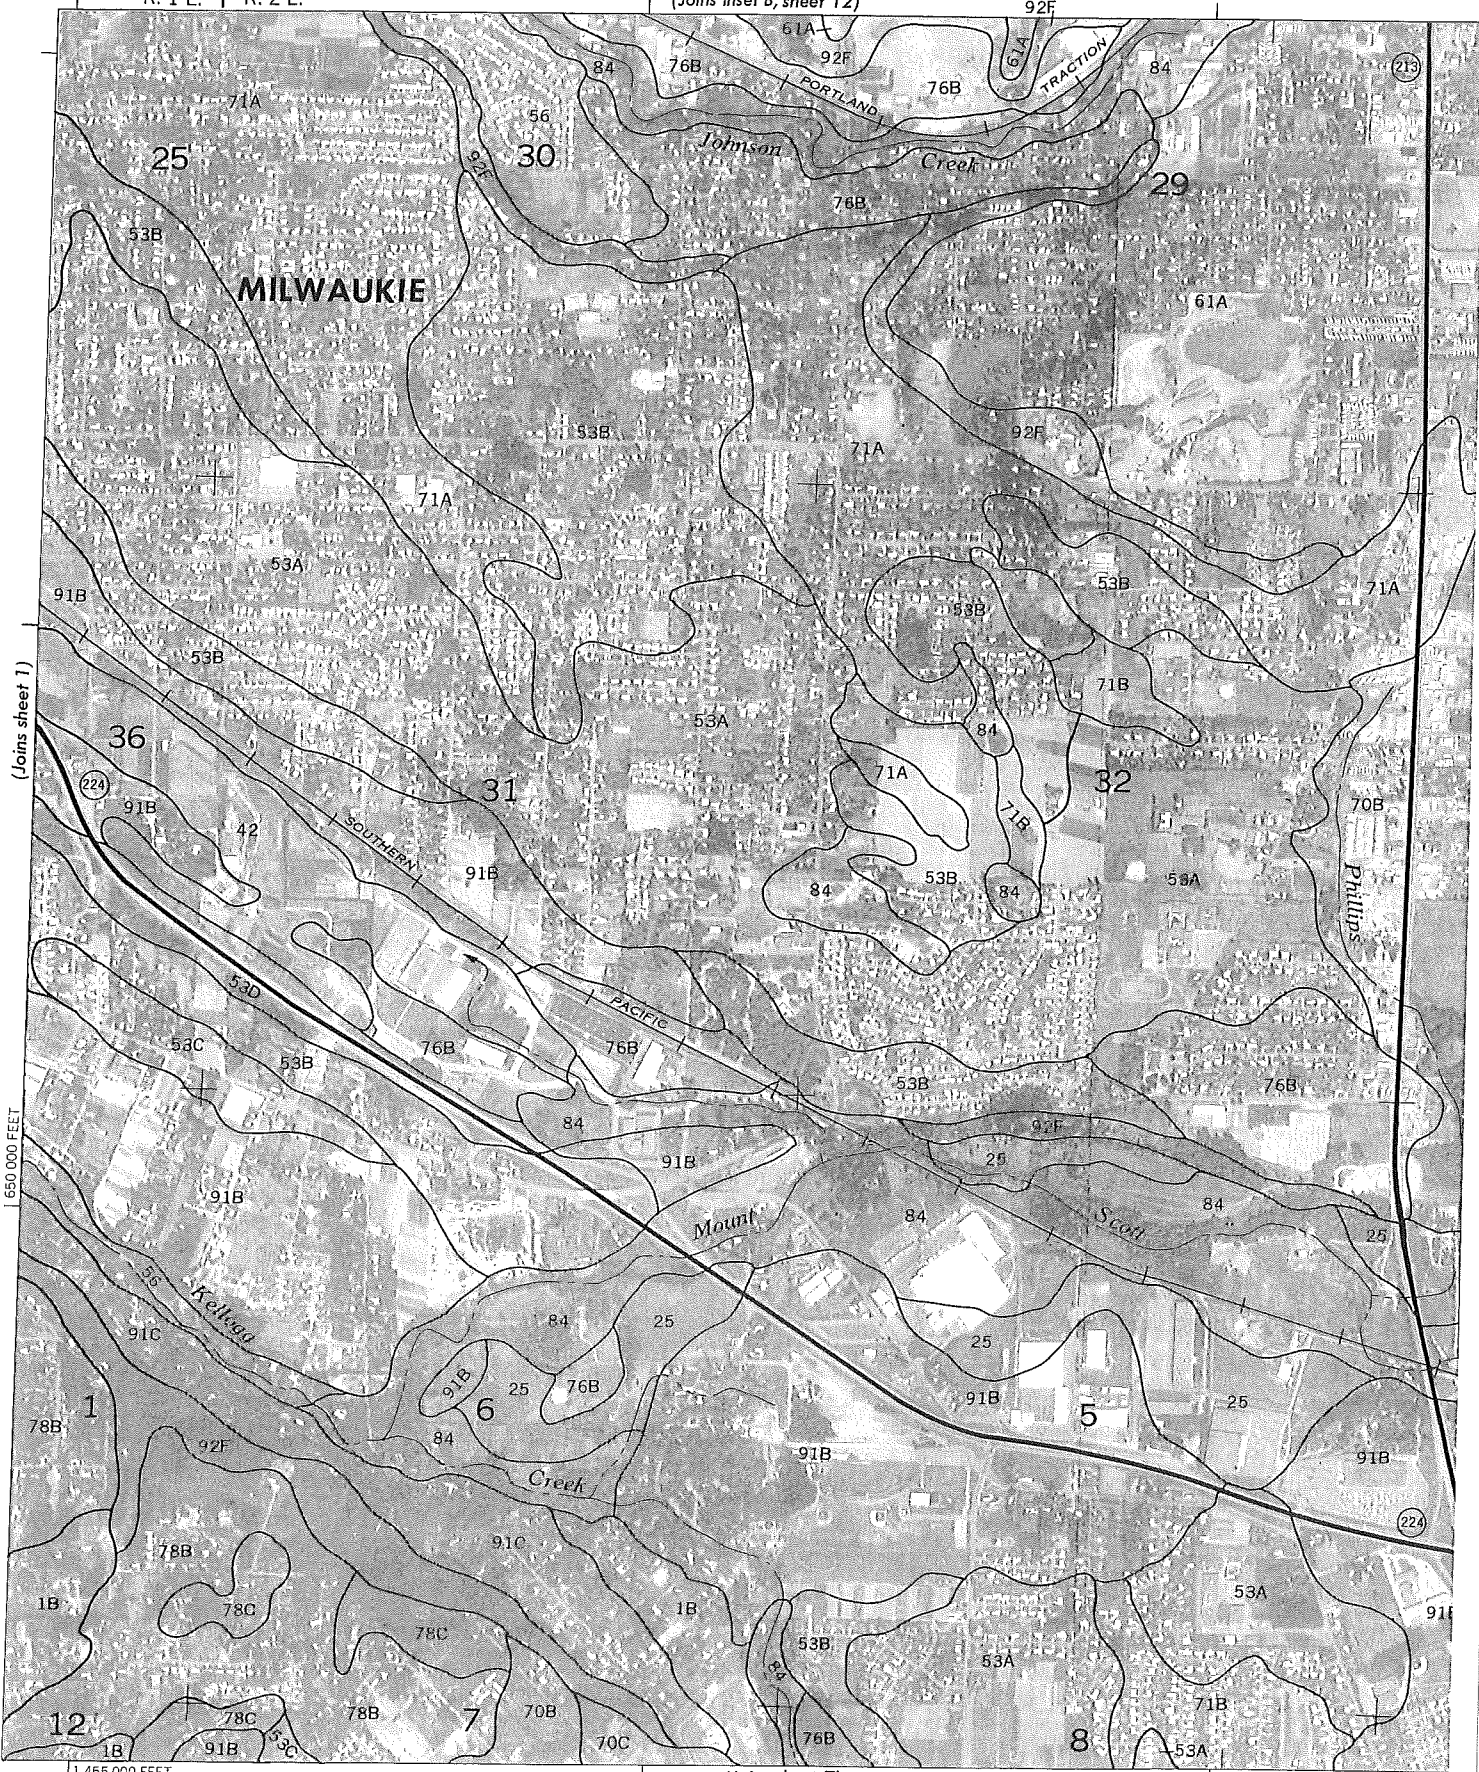 R. 1 E. R. 2 E.
(Joins inset B, sheet 12)
92F
61A
92F
61A
84
76B
PORTLAND
76B
TRACTION
84
213
71A
56
25
30
92F
Johnson
Creek
29
76B
53B
MILWAUKIE
61A
53B
92F
71A
71A
53A
91B
53B
53B
71A
53B
(Joins sheet 1)
71B
53A
84
36
224
91B
42
31
71A
32
71B
70B
SOUTHERN
91B
53B
84
84
53A
Phillips
53D
PACIFIC
53C
53B
76B
76B
53B
76B
650 000 FEET
84
92F
91B
25
91B
84
84
Mount
Scott
25
56
Kellogg
91C
84
25
25
1
78B
91B
25
76B
6
91B
5
25
84
92F
91B
91B
Creek
91C
224
78B
1B
78C
1B
53A
91B
78C
53B
53A
84
12
78C
78B
7
70B
71B
1B
91B
53C
70C
76B
8
53A
1 455 000 FEET